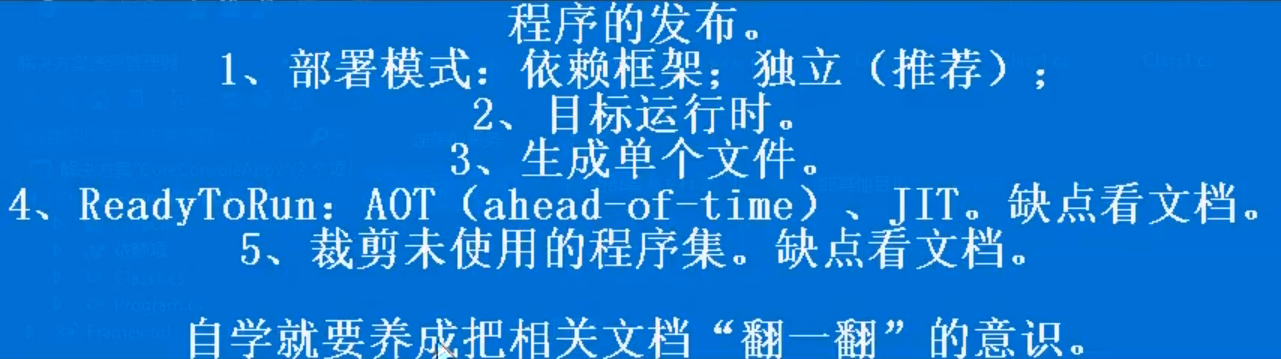 程序的发布。
1、部署模式：依赖框架；独立（推荐）；
2、目标运行时。
3、生成单个文件。
4、ReadyToRun：AOT（ahead-of-time）、JIT。缺点看文档。
5、裁剪未使用的程序集。缺点看文档。
自学就要养成把相关文档“翻一翻”的意识。